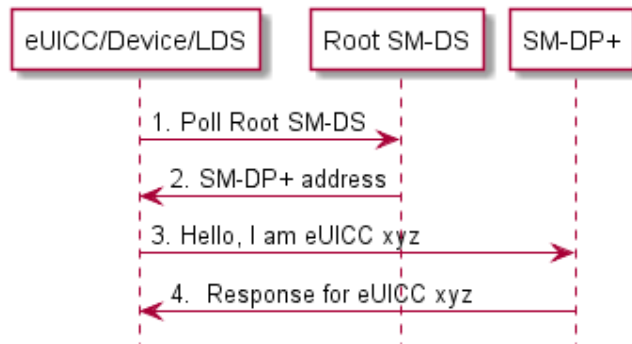 eUICC/Device/LDS
Root SM-DS
SM-DP+
1. Poll Root SM-DS
2. SM-DP+ address
3. Hello, I am eUICC xyz
4. Response for eUICC xyz